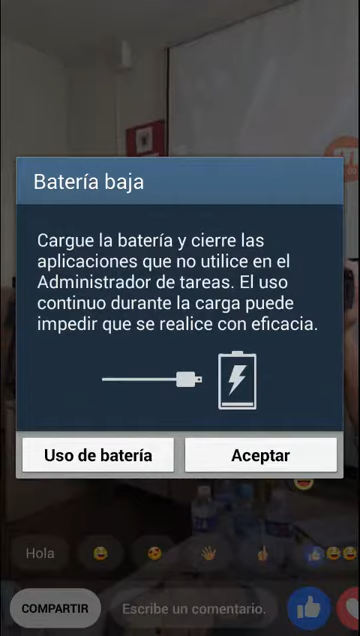 Batería baja
Cargue la batería y cierre las
aplicaciones que no utilice en el
Administrador de tareas. El uso
continuo durante la carga puede
impedir que se realice con eficacia.
Uso de batería
Aceptar
Hola
COMPARTIR
Escribe un comentario.